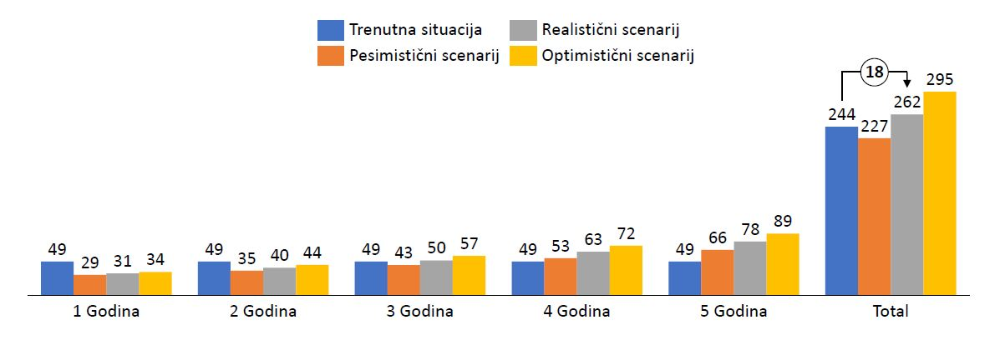 Trenutna situacija
Realistični scenarij
Pesimistični scenarij
Optimistični scenarij
18
295
244
227
262
49
29
31
34
49
35
40
44
49
43
50
57
49
53
63
72
49
66
78
89
1 Godina
2 Godina
3 Godina
4 Godina
5 Godina
Total